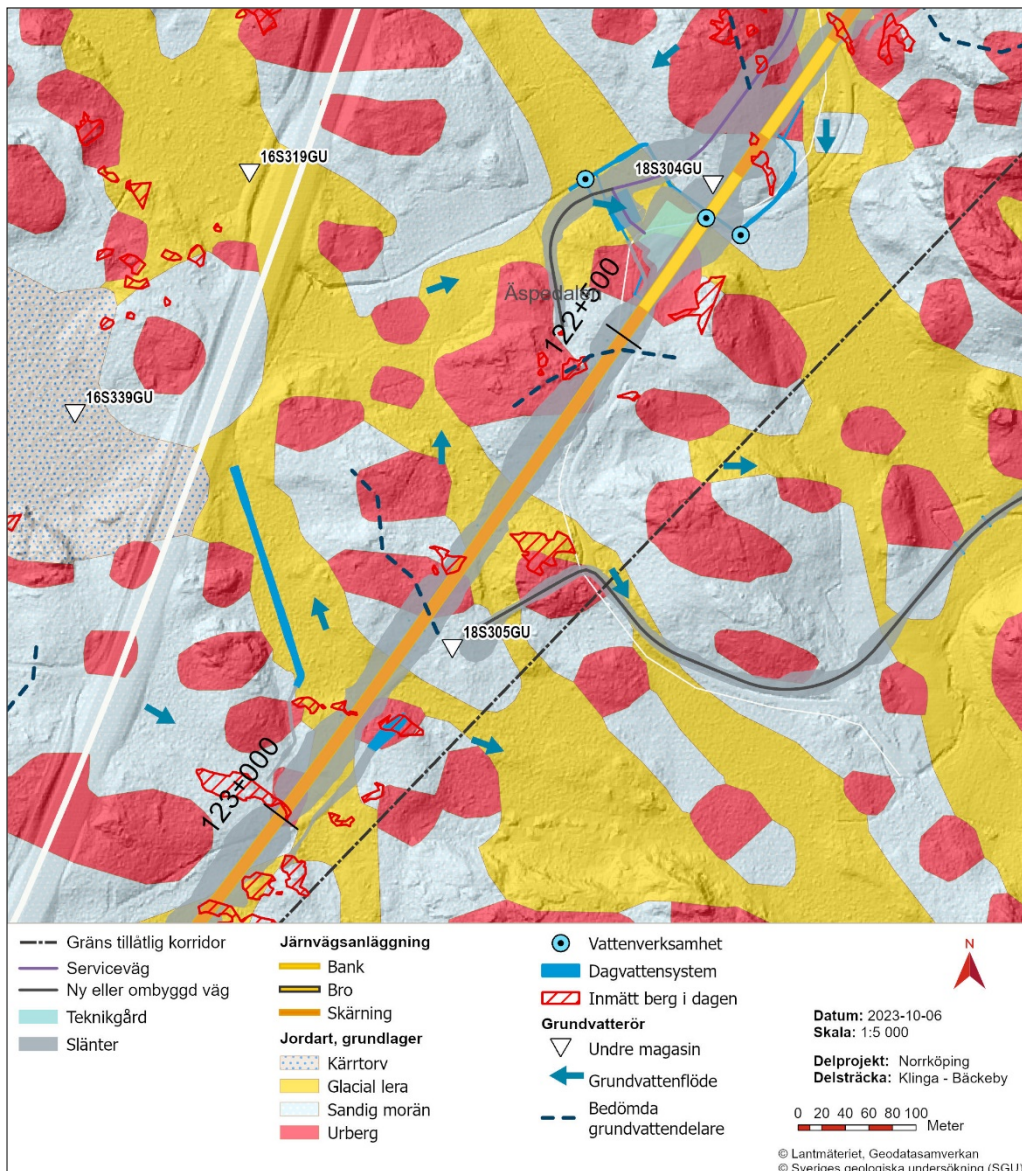 16S319GU
18S304GU
Äspedalen
122+500
16S339GU
18S305GU
123+000
Gräns tillåtlig korridor
Serviceväg
Ny eller ombyggd väg
Teknikgård
Slänter
Järnvägsanläggning
Bank
Bro
Skärning
Jordart, grundlager
Kärrtorv
Glacial lera
Sandig morän
Urberg
Vattenverksamhet
Dagvattensystem
Inmätt berg i dagen
Grundvatterör
Undre magasin
Grundvattenflöde
Bedömda
grundvattendelare
N
Datum: 2023-10-06
Skala: 1:5 000
Delprojekt: Norrköping
Delsträcka: Klinga - Bäckeby
0 20 40 60 80 100
Meter
© Lantmäteriet, Geodatasamverkan
© Sveriges geologiska undersökning (SGU)